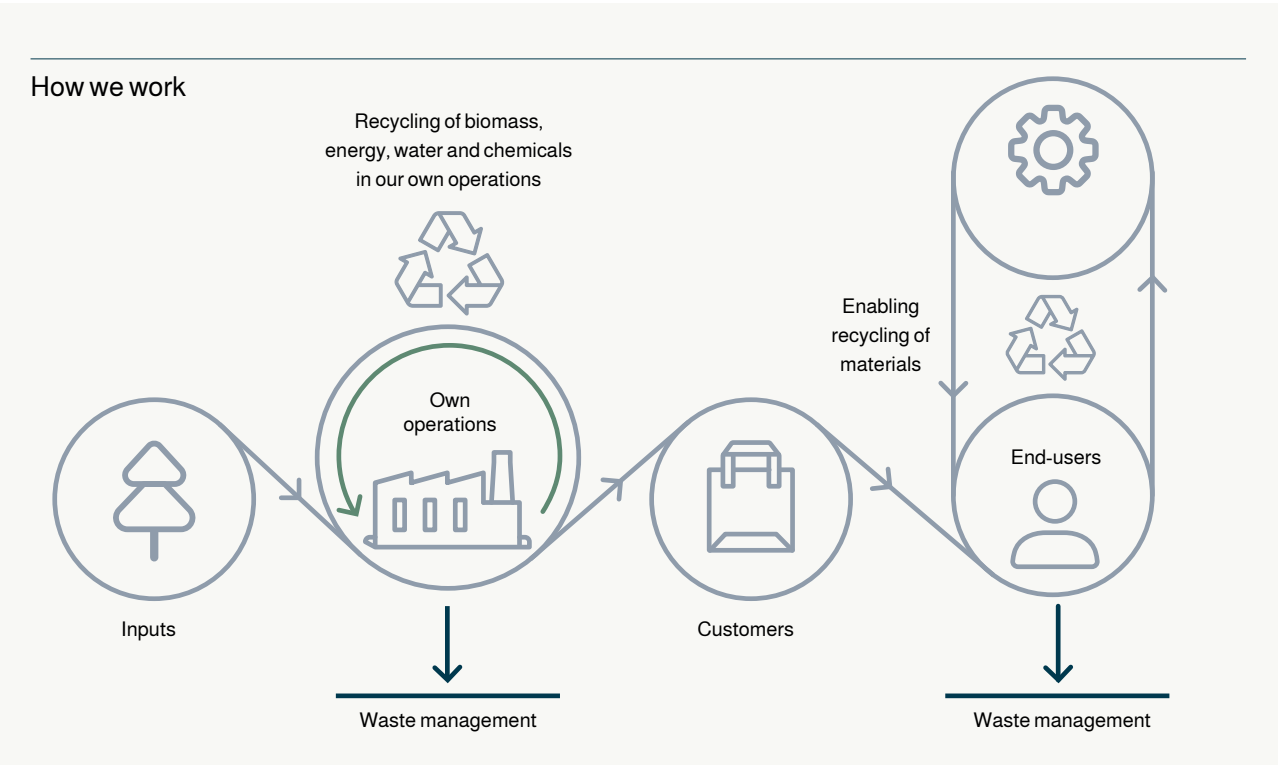 How we work
Recycling of biomass,
energy, water and chemicals
in our own operations
Own
operations
Enabling
recycling of
materials
End-users
Inputs
Customers
Waste management
Waste management